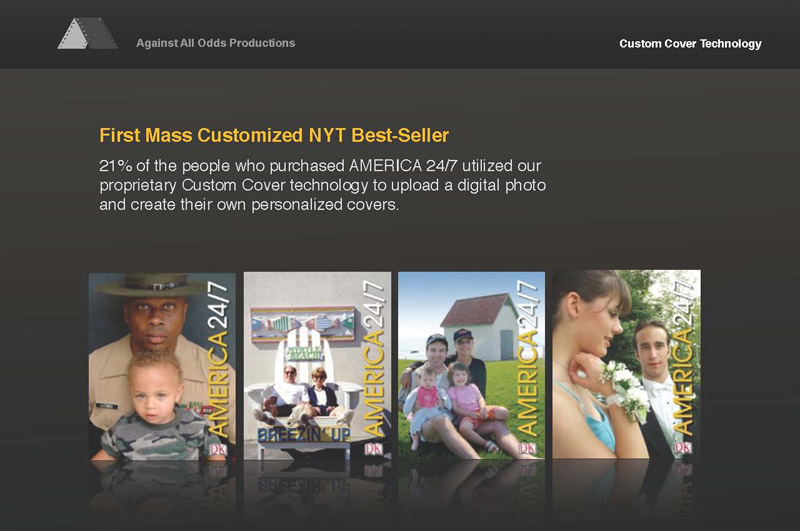 Against All Odds Productions
Custom Cover Technology
First Mass Customized NYT Best-Seller
21% of the people who purchased AMERICA 24/7 utilized our
proprietary Custom Cover technology to upload a digital photo
and create their own personalized covers.
AMERICA 24/7
MYRTLE
BEACH
BREEZIN' UP
AMERICA 24/7
DK
AMERICA 24/7
DK
AMERICA 24/7
DK
DK